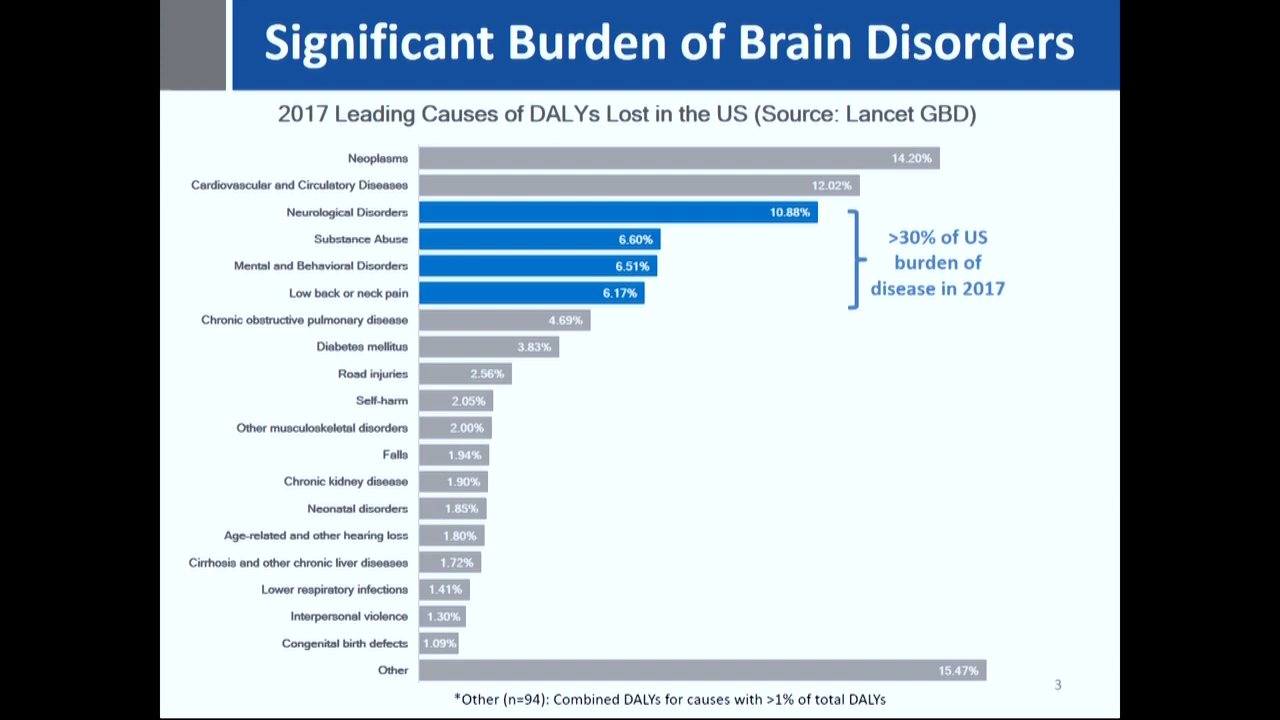 Significant Burden of Brain Disorders
2017 Leading Causes of DALYs Lost in the US (Source: Lancet GBD)
Neoplasms 14.20%
Cardiovascular and Circulatory Diseases 12.02%
Neurological Disorders 10.88%
Substance Abuse 6.60%
Mental and Behavioral Disorders 6.51%
Low back or neck pain 6.17%
>30% of US
burden of
disease in 2017
Chronic obstructive pulmonary disease 4.69%
Diabetes mellitus 3.83%
Road injuries 2.56%
Self-harm 2.05%
Other musculoskeletal disorders 2.00%
Falls 1.94%
Chronic kidney disease 1.90%
Neonatal disorders 1.85%
Age-related and other hearing loss 1.80%
Cirrhosis and other chronic liver diseases 1.72%
Lower respiratory infections 1.41%
Interpersonal violence 1.30%
Congenital birth defects 1.09%
Other 15.47%
3
*Other (n=94): Combined DALYs for causes with >1% of total DALYs